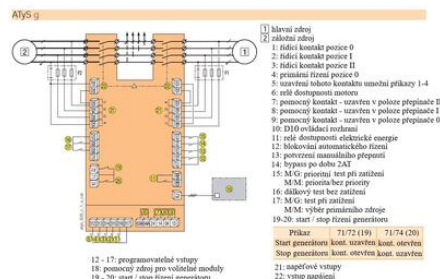 ATyS g
1 hlavní zdroj
2 záložní zdroj
1: řídicí kontakt pozice 0
2: řídicí kontakt pozice I
3: řídicí kontakt pozice II
4: primární řízení pozice 0
5: uzavření tohoto kontaktu umožní příkazy 1-4
6: relé dostupnosti motoru
7: pomocný kontakt - uzavřen v poloze přepínače II
8: pomocný kontakt - uzavřen v poloze přepínače I
9: pomocný kontakt - uzavřen v poloze přepínače 0
10: D10 ovládací rozhraní
11: relé dostupnosti elektrické energie
12: blokování automatického řízení
13: potvrzení manuálního přepnutí
14: bypass po dobu 2AT
15: M/G: prioritní test při zatížení
M/M: priorita/bez priority
16: dálkový test bez zatížení
17: M/G: test při zatížení
M/M: výběr primárního zdroje
19-20: start / stop řízení generátoru
Příkaz 71/72 (19) 71/74 (20)
Start generátoru kont. uzavřen kont. otevřen
Stop generátoru kont. otevřen kont. uzavřen
21: napěťové vstupy
22: vstup napájení
2
1
F2
F1
12 - 17: programovatelné vstupy
18: pomocný zdroj pro volitelné moduly
19 - 20: start / stop řízení generátoru